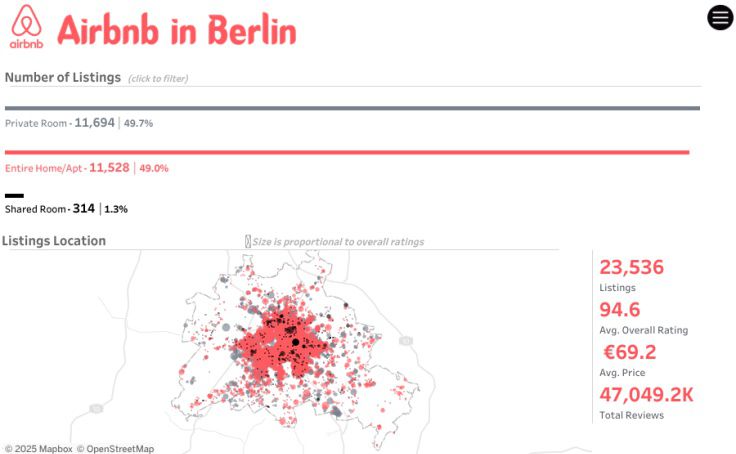 airbnb
Airbnb in Berlin
Number of Listings (click to filter)
Private Room - 11,694 | 49.7%
Entire Home/Apt - 11,528 | 49.0%
Shared Room - 314 | 1.3%
Listings Location
Size is proportional to overall ratings
23,536
Listings
94.6
Avg. Overall Rating
€69.2
Avg. Price
47,049.2K
Total Reviews
© 2025 Mapbox © OpenStreetMap